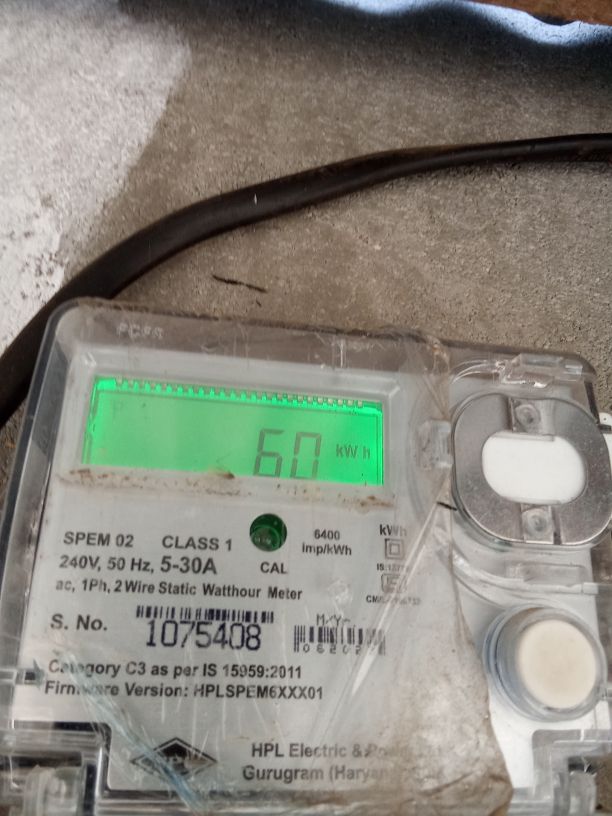 60 kWh
SPEM 02 CLASS 1
6400
imp/kWh
kWh
240V, 50 Hz, 5-30A
CAL
ac, 1Ph, 2 Wire Static Watthour Meter
S. No.
1075408
M/Y-
Category C3 as per IS 15959:2011
Firmware Version: HPLSPEM6XXX01
HPL Electric &
Gurugram